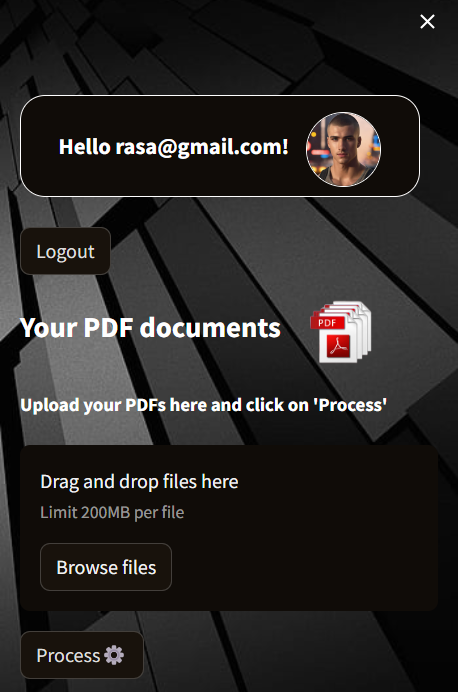 Hello rasa@gmail.com!
Logout
Your PDF documents
PDF
Upload your PDFs here and click on 'Process'
Drag and drop files here
Limit 200MB per file
Browse files
Process